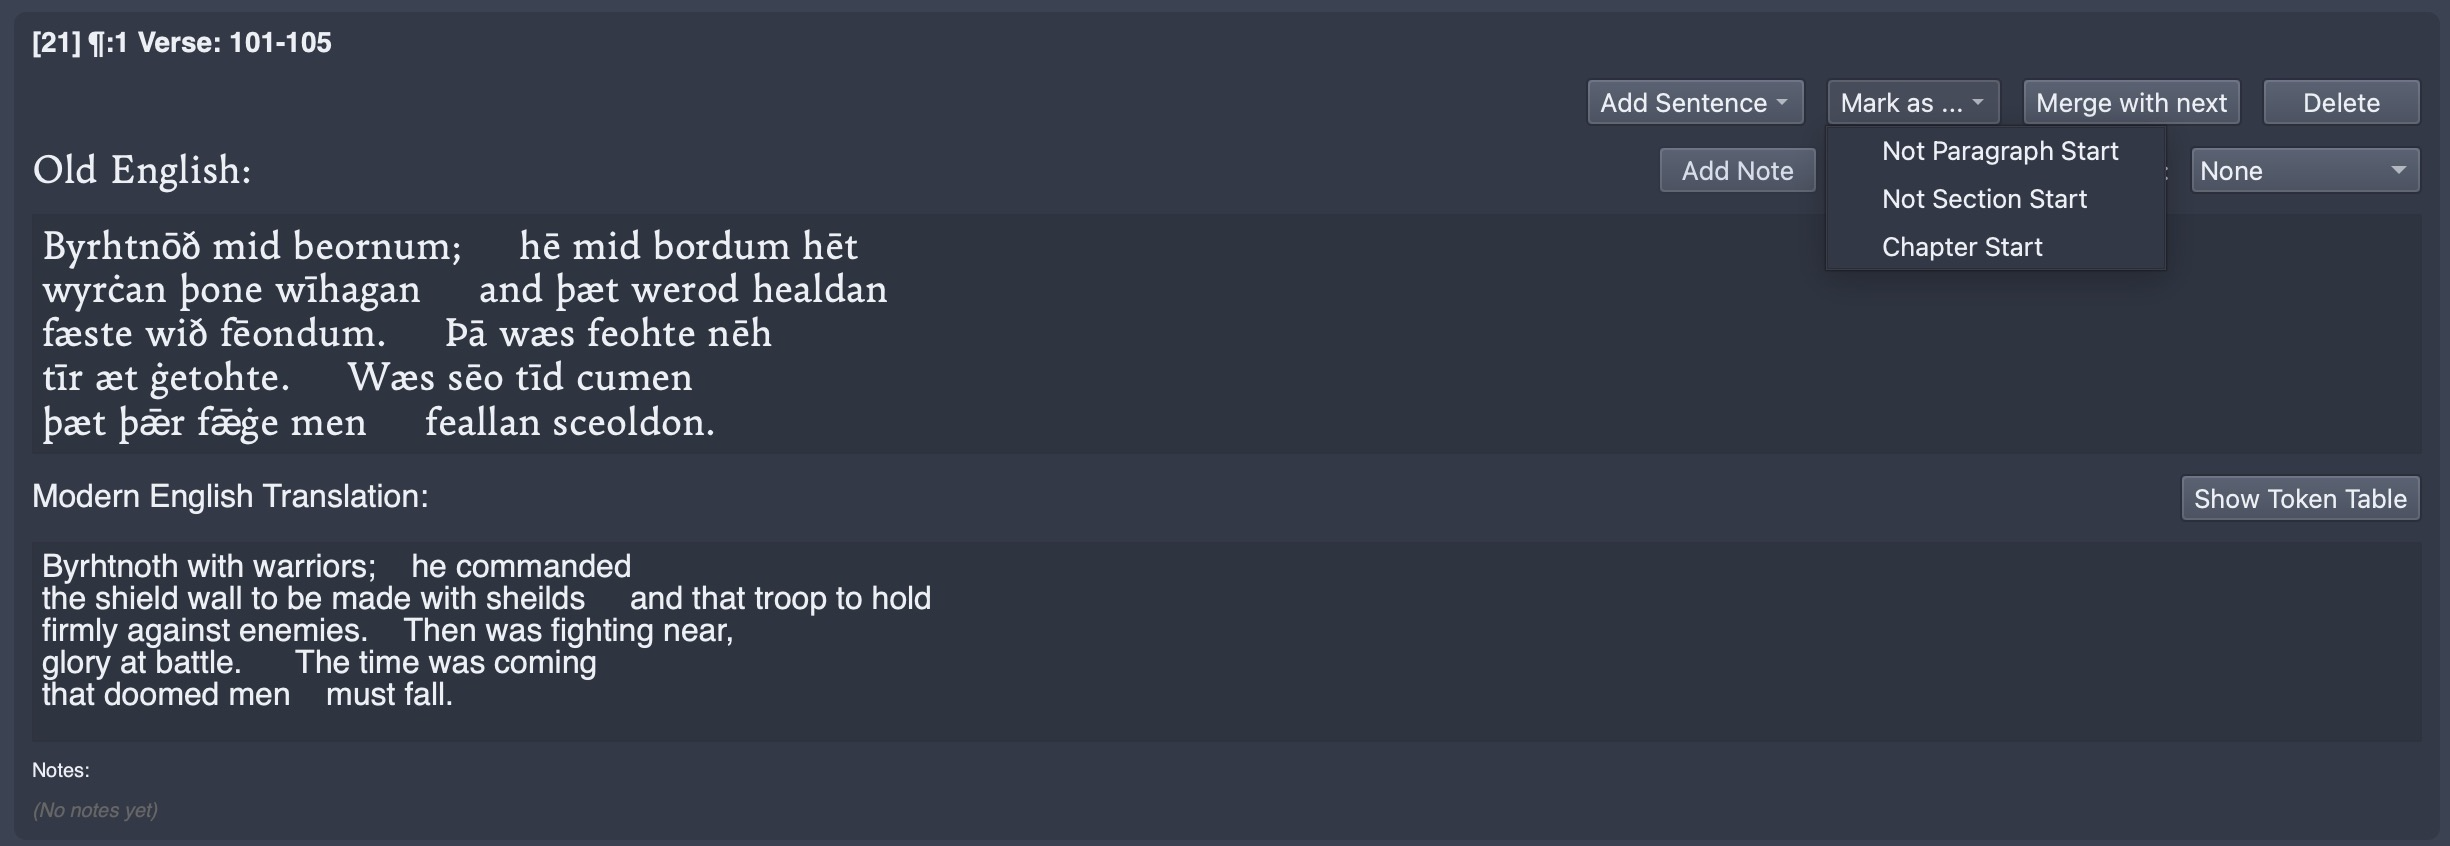 [21] ¶:1 Verse: 101-105
Add Sentence
Mark as ...
Merge with next
Delete
Not Paragraph Start
Not Section Start
Chapter Start
Old English:
Add Note
:
None
Byrhtnōð mid beornum; hē mid bordum hēt
wyrċan þone wīhagan and þæt werod healdan
fæste wið fēondum. Þā wæs feohte nēh
tīr æt ġetohte. Wæs sēo tīd cumen
þæt þǣr fǣġe men feallan sceoldon.
Modern English Translation:
Show Token Table
Byrhtnoth with warriors; he commanded
the shield wall to be made with sheilds and that troop to hold
firmly against enemies. Then was fighting near,
glory at battle. The time was coming
that doomed men must fall.
Notes:
(No notes yet)